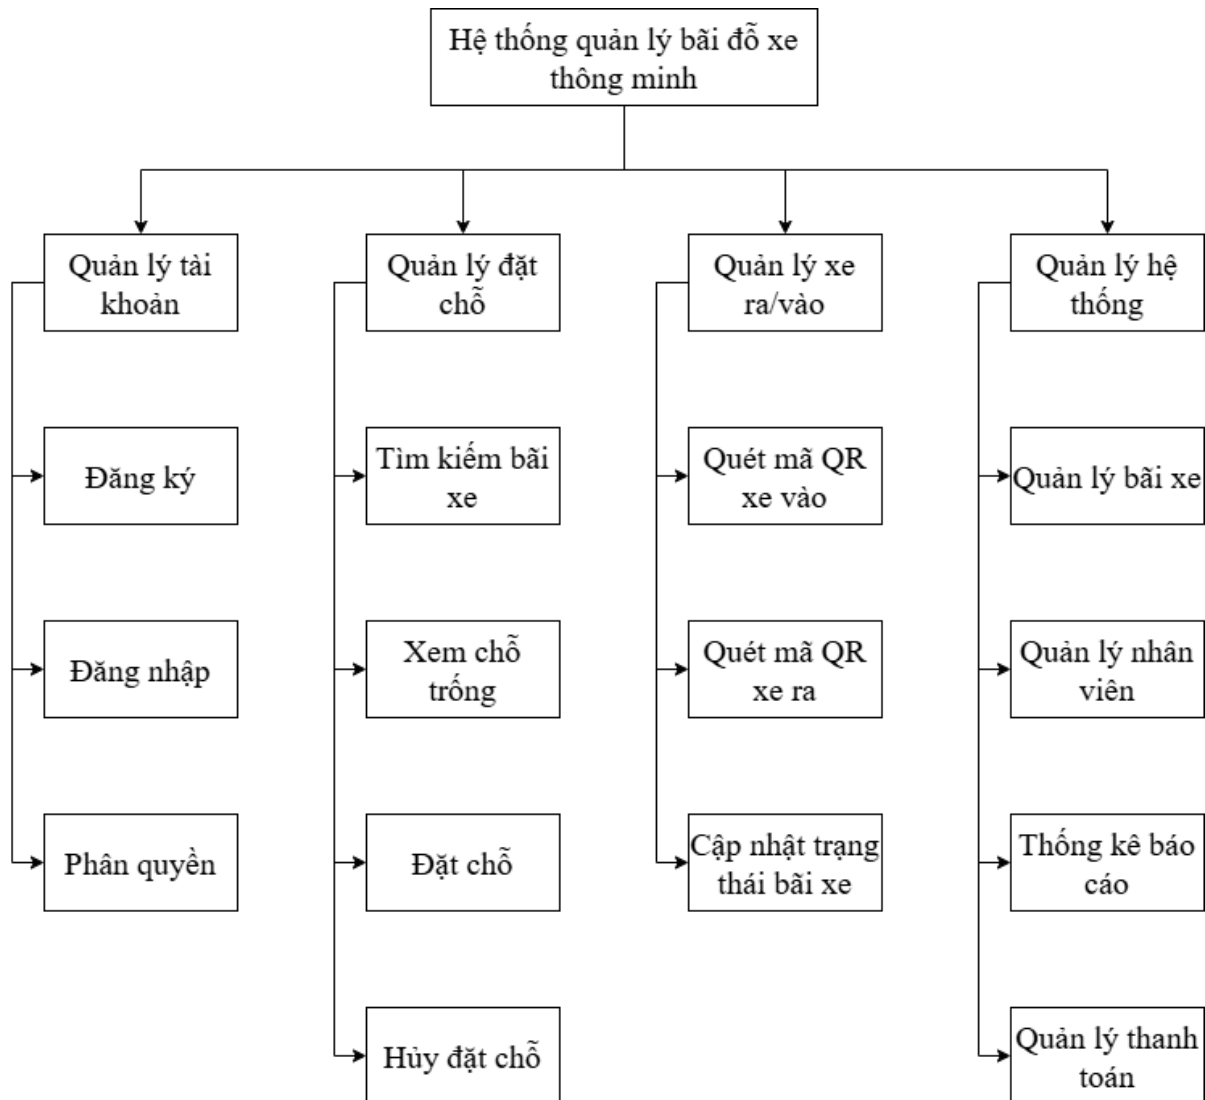 Hệ thống quản lý bãi đỗ xe
thông minh
Quản lý tài
khoản
Quản lý đặt
chỗ
Quản lý xe
ra/vào
Quản lý hệ
thống
Đăng ký
Tìm kiếm bãi
xe
Quét mã QR
xe vào
Quản lý bãi xe
Đăng nhập
Xem chỗ
trống
Quét mã QR
xe ra
Quản lý nhân
viên
Phân quyền
Đặt chỗ
Cập nhật trạng
thái bãi xe
Thống kê báo
cáo
Hủy đặt chỗ
Quản lý thanh
toán